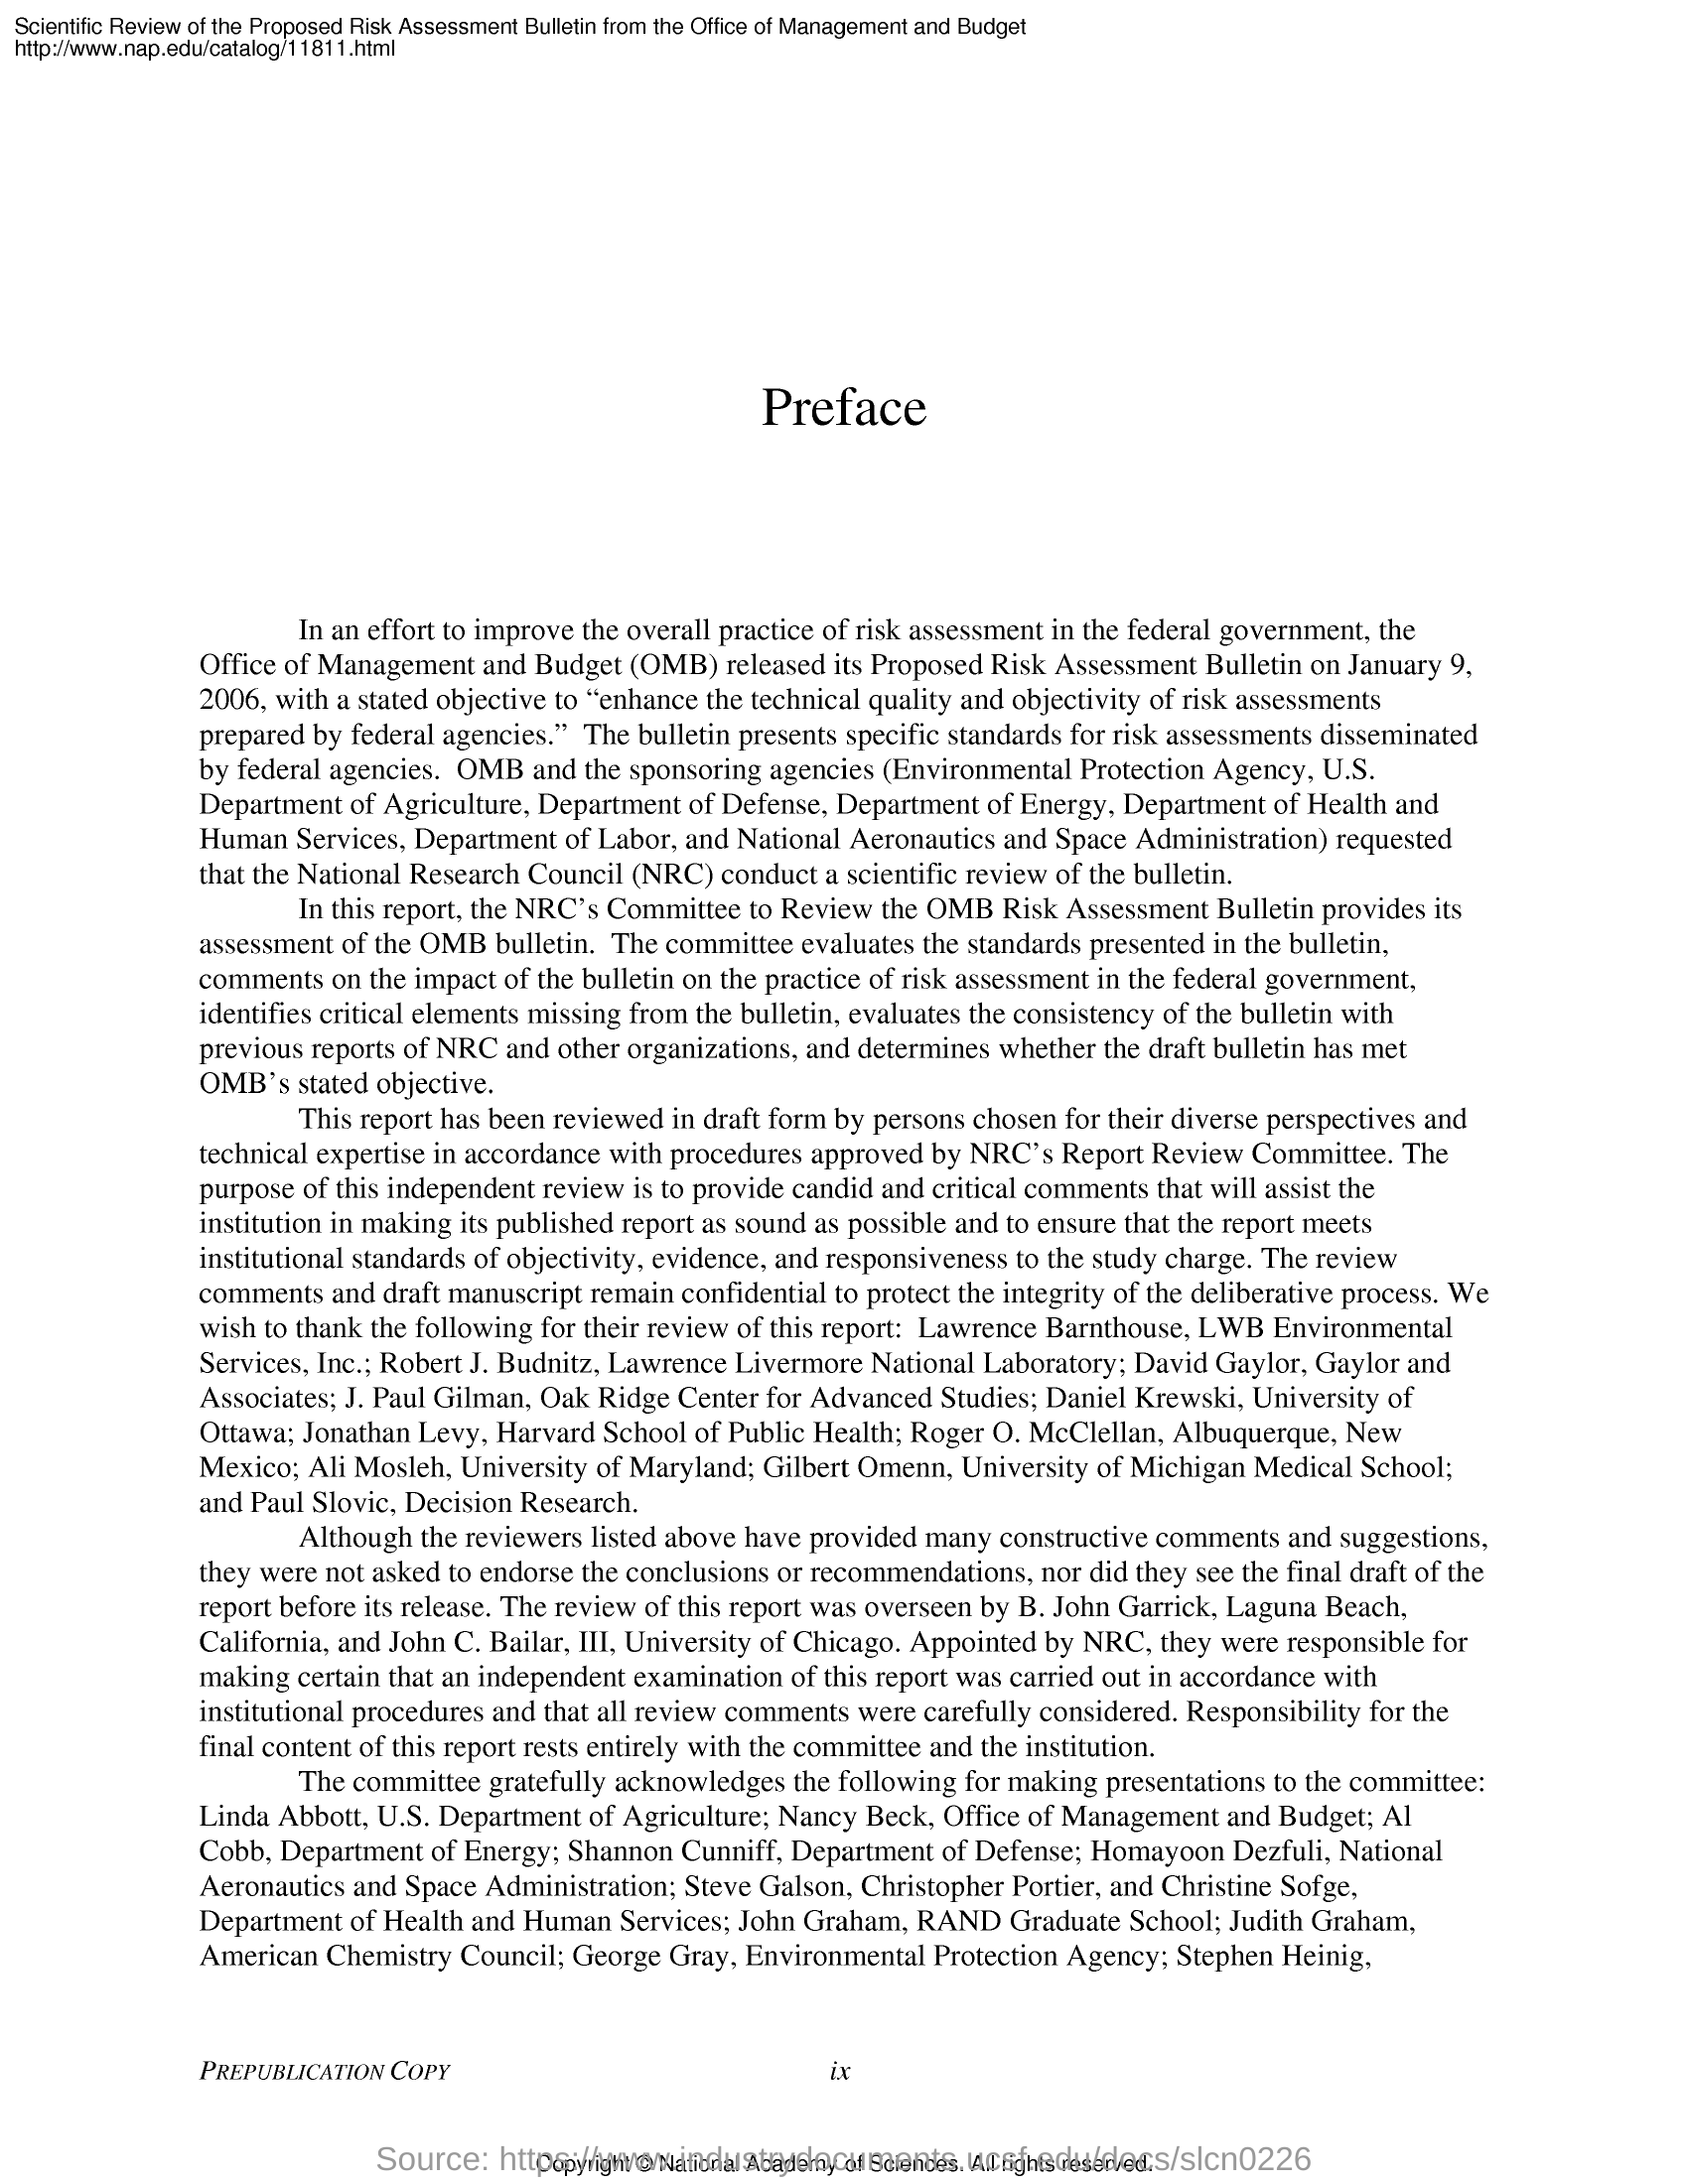 Scientific Review of the Proposed Risk Assessment Bulletin from the Office of Management and Budget
http://www.nap.edu/catalog/11811.html
Preface
In an effort to improve the overall practice of risk assessment in the federal government, the
Office of Management and Budget (OMB) released its Proposed Risk Assessment Bulletin on January 9,
2006, with a stated objective to “enhance the technical quality and objectivity of risk assessments
prepared by federal agencies.” The bulletin presents specific standards for risk assessments disseminated
by federal agencies. OMB and the sponsoring agencies (Environmental Protection Agency, U.S.
Department of Agriculture, Department of Defense, Department of Energy, Department of Health and
Human Services, Department of Labor, and National Aeronautics and Space Administration) requested
that the National Research Council (NRC) conduct a scientific review of the bulletin.
In this report, the NRC’s Committee to Review the OMB Risk Assessment Bulletin provides its
assessment of the OMB bulletin. The committee evaluates the standards presented in the bulletin,
comments on the impact of the bulletin on the practice of risk assessment in the federal government,
identifies critical elements missing from the bulletin, evaluates the consistency of the bulletin with
previous reports of NRC and other organizations, and determines whether the draft bulletin has met
OMB’s stated objective.
This report has been reviewed in draft form by persons chosen for their diverse perspectives and
technical expertise in accordance with procedures approved by NRC’s Report Review Committee. The
purpose of this independent review is to provide candid and critical comments that will assist the
institution in making its published report as sound as possible and to ensure that the report meets
institutional standards of objectivity, evidence, and responsiveness to the study charge. The review
comments and draft manuscript remain confidential to protect the integrity of the deliberative process. We
wish to thank the following for their review of this report: Lawrence Barnthouse, LWB Environmental
Services, Inc.; Robert J. Budnitz, Lawrence Livermore National Laboratory; David Gaylor, Gaylor and
Associates; J. Paul Gilman, Oak Ridge Center for Advanced Studies; Daniel Krewski, University of
Ottawa; Jonathan Levy, Harvard School of Public Health; Roger O. McClellan, Albuquerque, New
Mexico; Ali Mosleh, University of Maryland; Gilbert Omenn, University of Michigan Medical School;
and Paul Slovic, Decision Research.
Although the reviewers listed above have provided many constructive comments and suggestions,
they were not asked to endorse the conclusions or recommendations, nor did they see the final draft of the
report before its release. The review of this report was overseen by B. John Garrick, Laguna Beach,
California, and John C. Bailar, III, University of Chicago. Appointed by NRC, they were responsible for
making certain that an independent examination of this report was carried out in accordance with
institutional procedures and that all review comments were carefully considered. Responsibility for the
final content of this report rests entirely with the committee and the institution.
The committee gratefully acknowledges the following for making presentations to the committee:
Linda Abbott, U.S. Department of Agriculture; Nancy Beck, Office of Management and Budget; Al
Cobb, Department of Energy; Shannon Cunniff, Department of Defense; Homayoon Dezfuli, National
Aeronautics and Space Administration; Steve Galson, Christopher Portier, and Christine Sofge,
Department of Health and Human Services; John Graham, RAND Graduate School; Judith Graham,
American Chemistry Council; George Gray, Environmental Protection Agency; Stephen Heinig,
PREPUBLICATION COPY ix
Source: https://www.industrydocuments.ucsf.edu/docs/slcn0226
Copyright © National Academy of Sciences. All rights reserved.